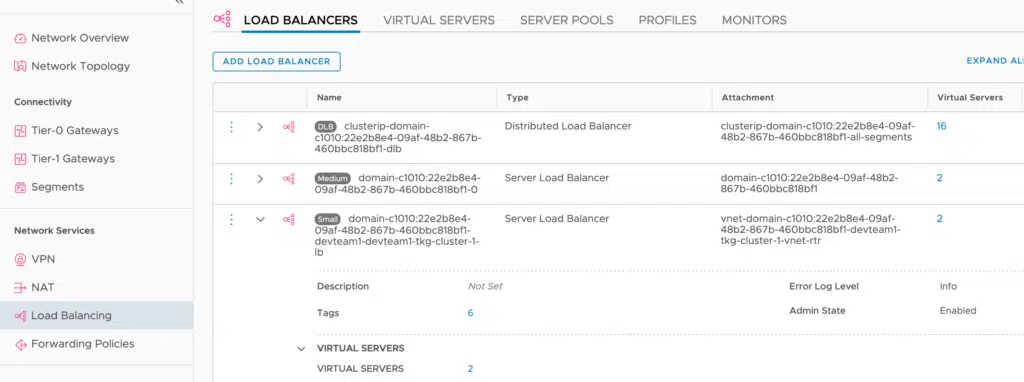 Network Overview
Network Topology
Connectivity
Tier-0 Gateways
Tier-1 Gateways
Segments
Network Services
VPN
NAT
Load Balancing
Forwarding Policies
LOAD BALANCERS VIRTUAL SERVERS SERVER POOLS PROFILES MONITORS
ADD LOAD BALANCER EXPAND ALL
Name Type Attachment Virtual Servers
DLB clusterip-domain- Distributed Load Balancer clusterip-domain-c1010:22e2b8e4-09af- 16
c1010:22e2b8e4-09af-48b2-867b- 48b2-867b-460bbc818bf1-all-segments
460bbc818bf1-dlb
Medium domain-c1010:22e2b8e4- Server Load Balancer domain-c1010:22e2b8e4-09af-48b2- 2
09af-48b2-867b-460bbc818bf1-0 867b-460bbc818bf1
Small domain-c1010:22e2b8e4- Server Load Balancer vnet-domain-c1010:22e2b8e4-09af- 2
09af-48b2-867b-460bbc818bf1- 48b2-867b-460bbc818bf1-devteam1-
devteam1-devteam1-tkg-cluster-1- tkg-cluster-1-vnet-rtr
lb
Description Not Set Error Log Level Info
Tags 6 Admin State Enabled
VIRTUAL SERVERS
VIRTUAL SERVERS 2